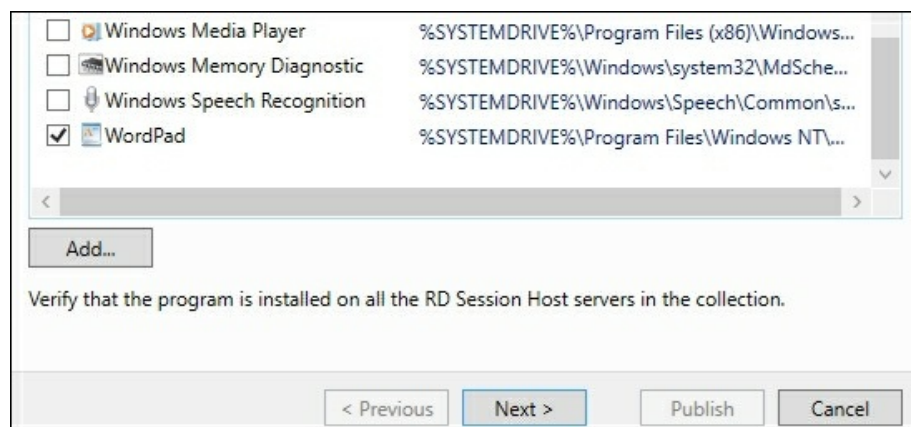 Windows Media Player %SYSTEMDRIVE%\Program Files (x86)\Windows...
Windows Memory Diagnostic %SYSTEMDRIVE%\Windows\system32\MdSche...
Windows Speech Recognition %SYSTEMDRIVE%\Windows\Speech\Common\s...
WordPad %SYSTEMDRIVE%\Program Files\Windows NT\...
Add...
Verify that the program is installed on all the RD Session Host servers in the collection.
< Previous Next > Publish Cancel